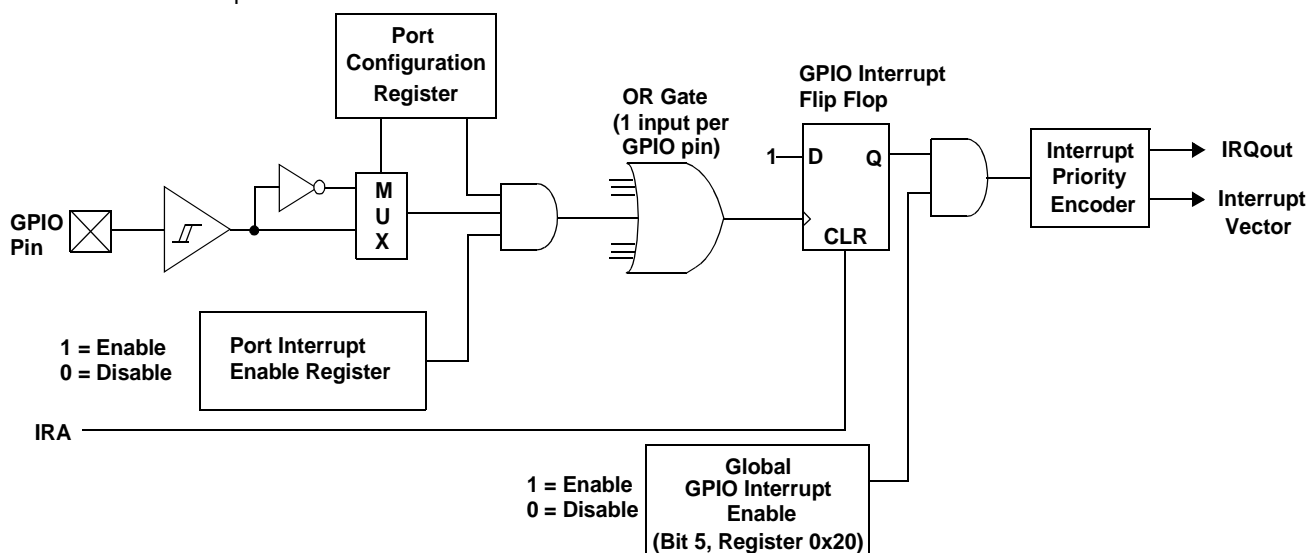 Port
Configuration
Register
OR Gate
(1 input per
GPIO pin)
GPIO Interrupt
Flip Flop
1
D
Q
CLR
Interrupt
Priority
Encoder
IRQout
Interrupt
Vector
M
U
X
GPIO
Pin
1 = Enable
0 = Disable
Port Interrupt
Enable Register
IRA
1 = Enable
0 = Disable
Global
GPIO Interrupt
Enable
(Bit 5, Register 0x20)